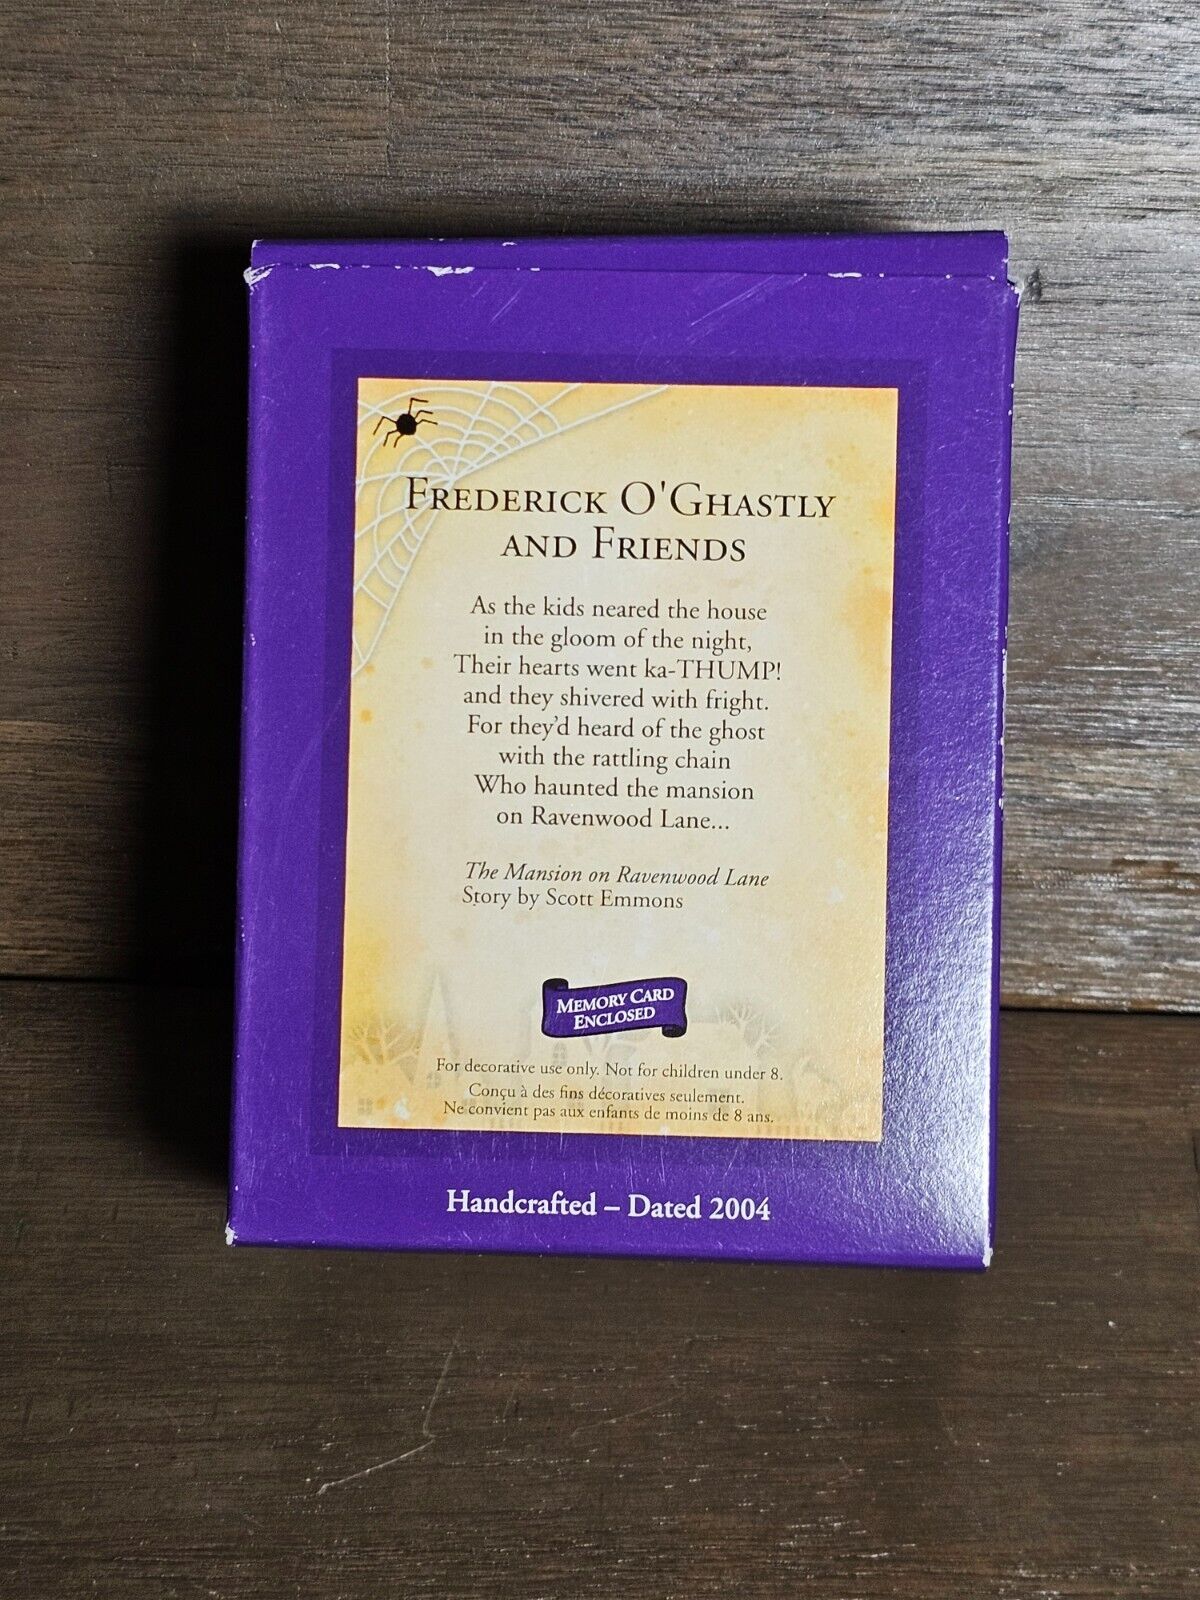 FREDERICK O'GHASTLY
AND FRIENDS
As the kids neared the house
in the gloom of the night,
Their hearts went ka-THUMP!
and they shivered with fright.
For they'd heard of the ghost
with the rattling chain
Who haunted the mansion
on Ravenwood Lane...
The Mansion on Ravenwood Lane
Story by Scott Emmons
MEMORY CARD
ENCLOSED
For decorative use only. Not for children under 8.
Conçu à des fins décoratives seulement.
Ne convient pas aux enfants de moins de 8 ans.
Handcrafted – Dated 2004